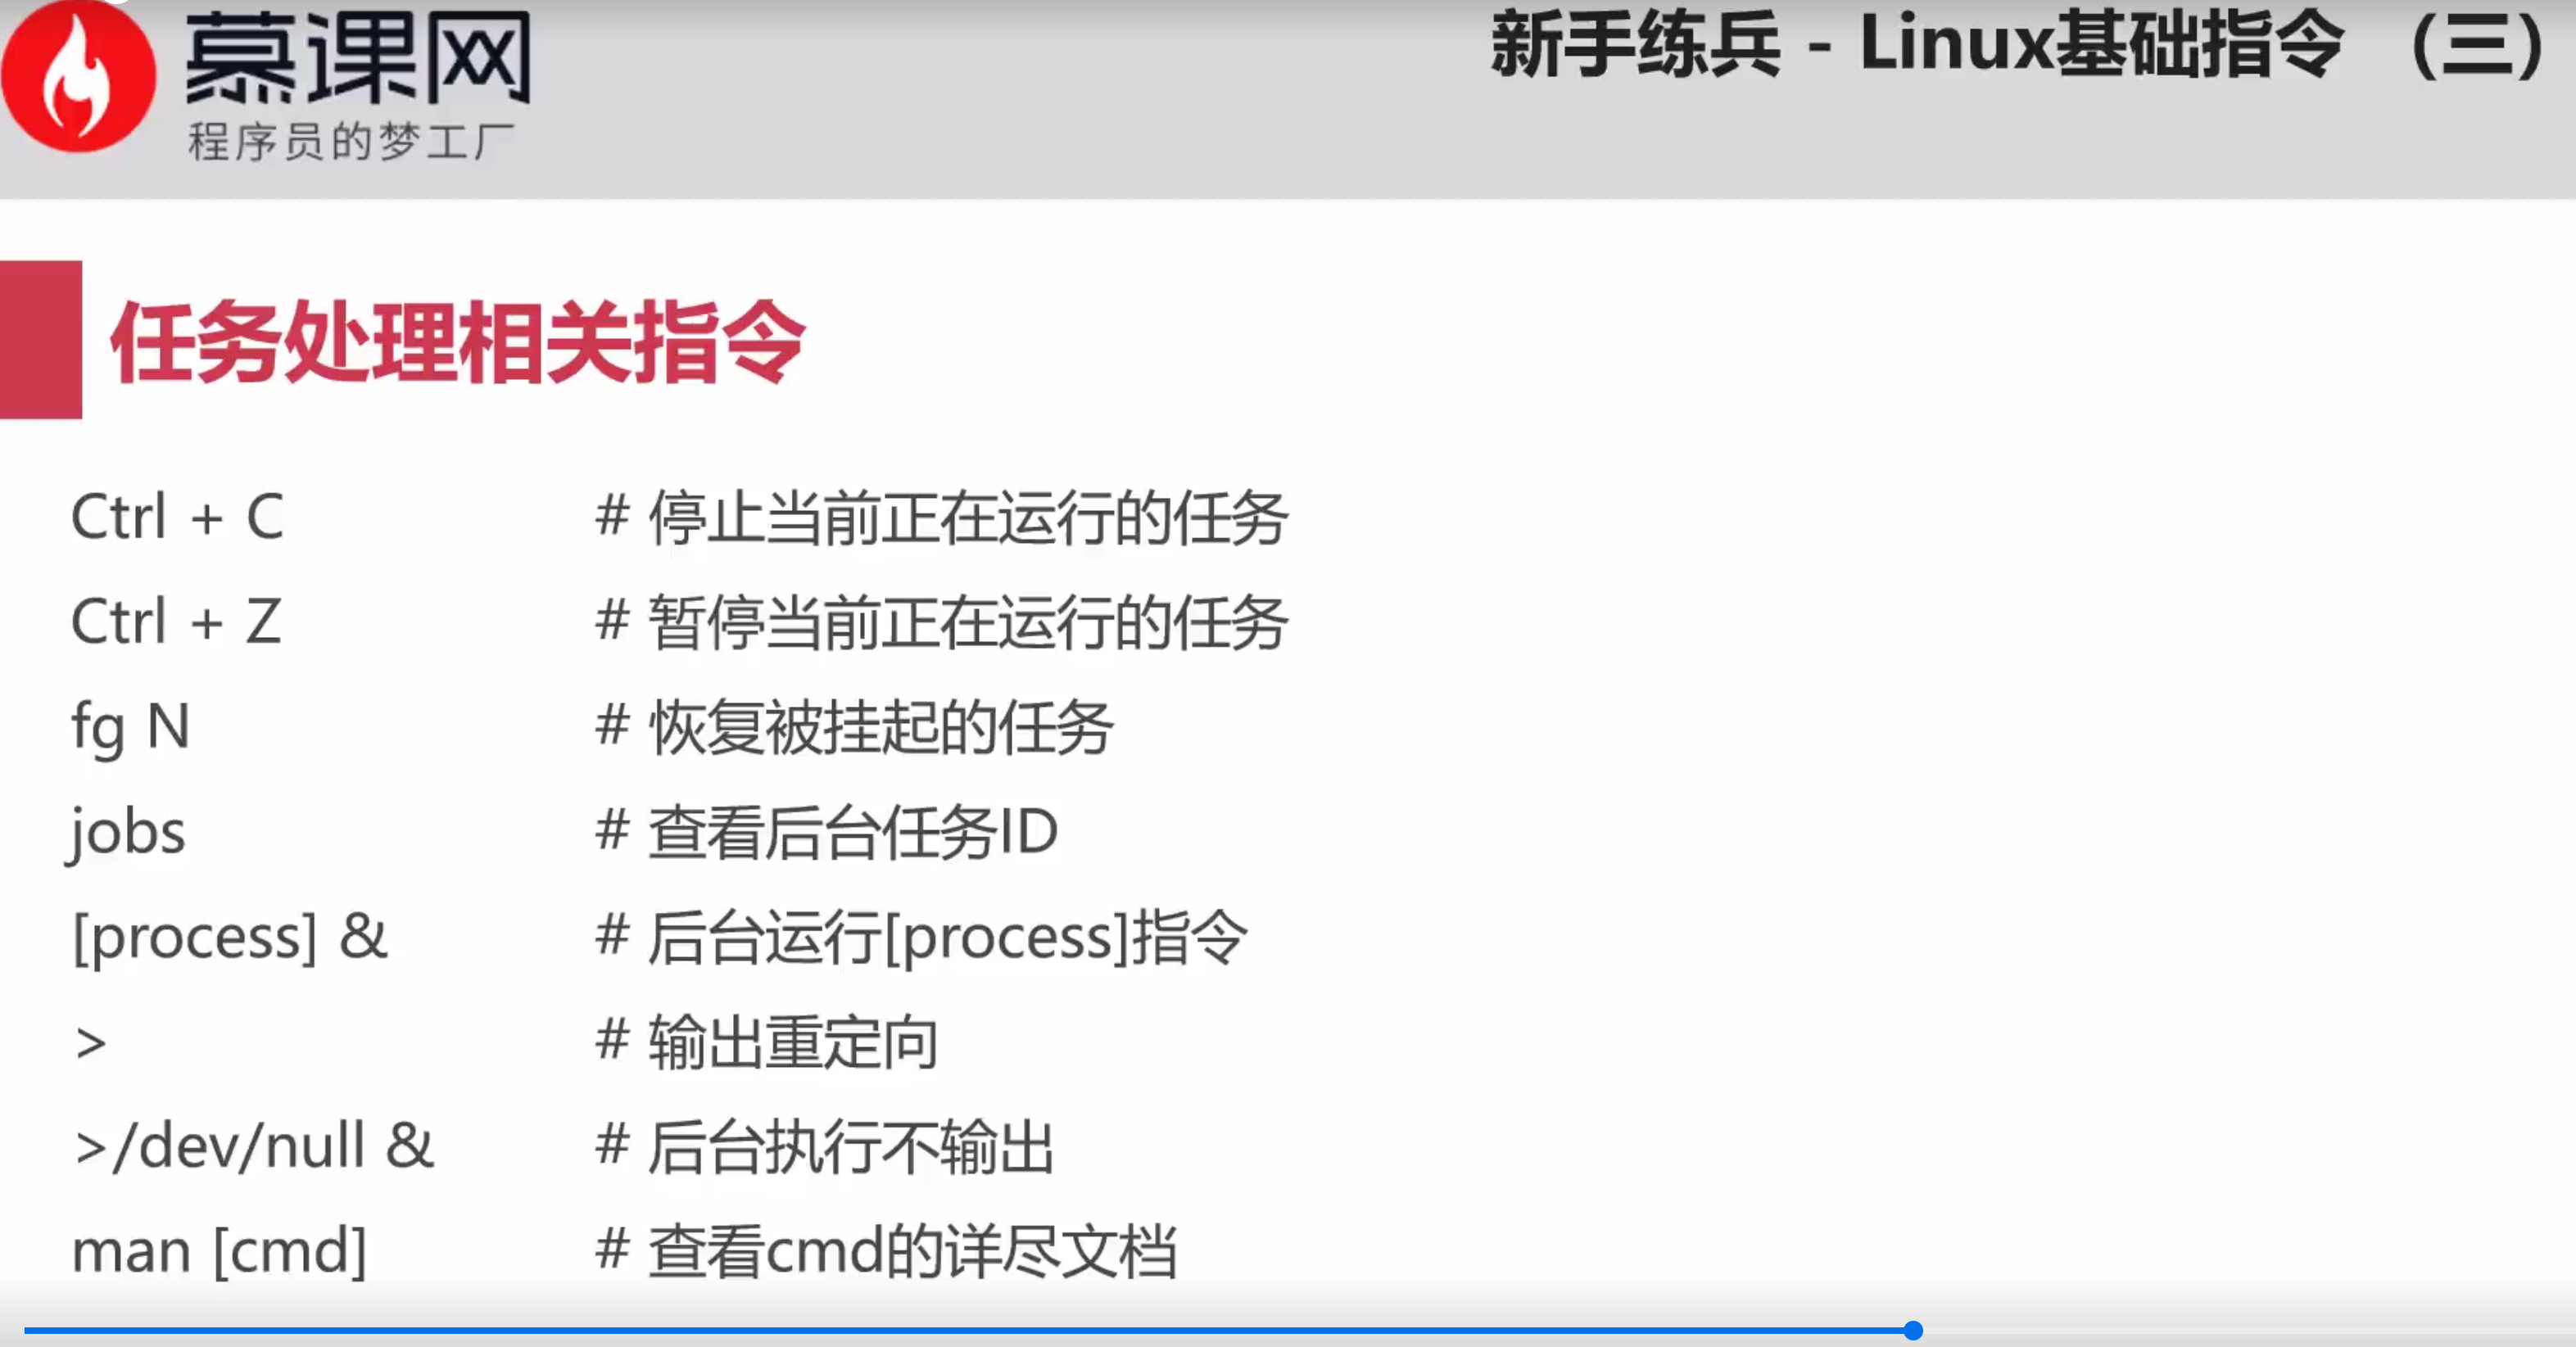 慕课网
程序员的梦工厂
新手练兵 - Linux基础指令 （三）
任务处理相关指令
Ctrl + C # 停止当前正在运行的任务
Ctrl + Z # 暂停当前正在运行的任务
fg N # 恢复被挂起的任务
jobs # 查看后台任务ID
[process] & # 后台运行[process]指令
> # 输出重定向
>/dev/null & # 后台执行不输出
man [cmd] # 查看cmd的详尽文档